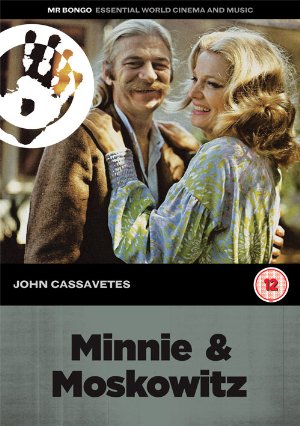 MR BONGO ESSENTIAL WORLD CINEMA AND MUSIC
JOHN CASSAVETES
12
Minnie &
Moskowitz